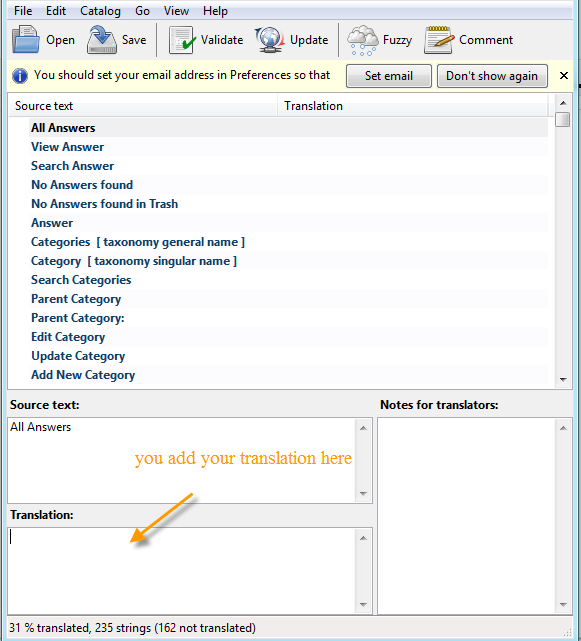 File Edit Catalog Go View Help
Open Save Validate Update Fuzzy Comment
You should set your email address in Preferences so that Set email Don't show again
Source text Translation
All Answers
View Answer
Search Answer
No Answers found
No Answers found in Trash
Answer
Categories [ taxonomy general name ]
Category [ taxonomy singular name ]
Search Categories
Parent Category
Parent Category:
Edit Category
Update Category
Add New Category
Source text: Notes for translators:
All Answers
you add your translation here
Translation:
31 % translated, 235 strings (162 not translated)